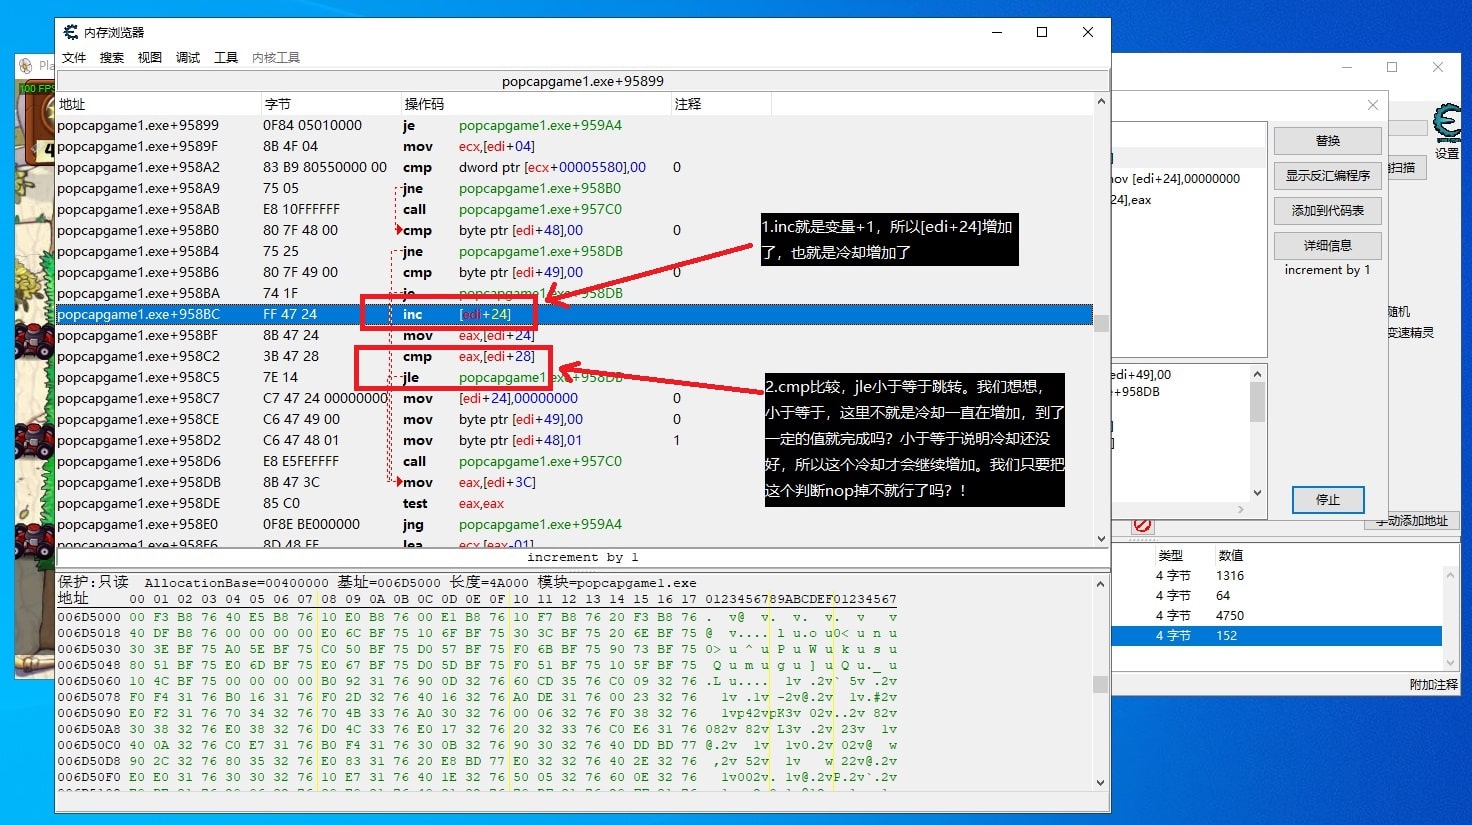 内存浏览器
文件 搜索 视图 调试 工具 内核工具
popcapgame1.exe+95899
地址 字节 操作码 注释
popcapgame1.exe+95899 0F84 05010000 je popcapgame1.exe+959A4
popcapgame1.exe+9589F 8B 4F 04 mov ecx,[edi+04]
popcapgame1.exe+958A2 83 B9 80550000 00 cmp dword ptr [ecx+00005580],00 0
popcapgame1.exe+958A9 75 05 jne popcapgame1.exe+958B0
popcapgame1.exe+958AB E8 10FFFFFF call popcapgame1.exe+957C0
popcapgame1.exe+958B0 80 7F 48 00 cmp byte ptr [edi+48],00 0
popcapgame1.exe+958B4 75 25 jne popcapgame1.exe+958DB
popcapgame1.exe+958B6 80 7F 49 00 cmp byte ptr [edi+49],00 0
popcapgame1.exe+958BA 74 1F je popcapgame1.exe+958DB
popcapgame1.exe+958BC FF 47 24 inc [edi+24]
popcapgame1.exe+958BF 8B 47 24 mov eax,[edi+24]
popcapgame1.exe+958C2 3B 47 28 cmp eax,[edi+28]
popcapgame1.exe+958C5 7E 14 jle popcapgame1.exe+958DB
popcapgame1.exe+958C7 C7 47 24 00000000 mov [edi+24],00000000 0
popcapgame1.exe+958CE C6 47 49 00 mov byte ptr [edi+49],00 0
popcapgame1.exe+958D2 C6 47 48 01 mov byte ptr [edi+48],01 1
popcapgame1.exe+958D6 E8 E5FEFFFF call popcapgame1.exe+957C0
popcapgame1.exe+958DB 8B 47 3C mov eax,[edi+3C]
popcapgame1.exe+958DE 85 C0 test eax,eax
popcapgame1.exe+958E0 0F8E BE000000 jng popcapgame1.exe+959A4
popcapgame1.exe+958E6 8D 48 FF lea ecx,[eax-01]
1.inc就是变量+1，所以[edi+24]增加
了，也就是冷却增加了
2.cmp比较，jle小于等于跳转。我们想想，
小于等于，这里不就是冷却一直在增加，到了
一定的值就完成吗？小于等于说明冷却还没
好，所以这个冷却才会继续增加。我们只要把
这个判断nop掉不就行了吗？！
increment by 1
保护:只读 AllocationBase=00400000 基址=006D5000 长度=4A000 模块=popcapgame1.exe
地址 00 01 02 03 04 05 06 07 08 09 0A 0B 0C 0D 0E 0F 10 11 12 13 14 15 16 17 0123456789ABCDEF01234567
006D5000 00 F3 B8 76 40 E5 B8 76 10 E0 B8 76 00 E1 B8 76 10 F7 B8 76 20 F3 B8 76
006D5018 40 DF B8 76 00 00 00 00 E0 6C BF 75 10 6F BF 75 30 3C BF 75 20 6E BF 75
006D5030 30 3E BF 75 A0 5E BF 75 C0 50 BF 75 D0 57 BF 75 F0 6B BF 75 90 73 BF 75
006D5048 80 51 BF 75 E0 6D BF 75 E0 67 BF 75 D0 5D BF 75 F0 51 BF 75 10 5F BF 75
006D5060 10 4C BF 75 00 00 00 00 B0 92 31 76 90 0D 32 76 60 CD 35 76 C0 09 32 76
006D5078 F0 F4 31 76 B0 16 31 76 F0 2D 32 76 40 16 32 76 A0 DE 31 76 00 23 32 76
006D5090 E0 F2 31 76 70 34 32 76 70 4B 33 76 A0 30 32 76 00 06 32 76 F0 38 32 76
006D50A8 30 38 32 76 E0 38 32 76 D0 4C 33 76 E0 17 32 76 20 32 33 76 C0 E6 31 76
006D50C0 40 0A 32 76 C0 E7 31 76 B0 F4 31 76 30 0B 32 76 90 30 32 76 40 DD BD 77
006D50D8 90 2C 32 76 80 35 32 76 E0 83 31 76 20 E8 BD 77 E0 32 32 76 40 2E 32 76
006D50F0 E0 E0 31 76 30 30 32 76 10 E7 31 76 40 1E 32 76 50 05 32 76 60 0E 32 76
100 FPS
mov [edi+24],00000000
24],eax
替换
显示反汇编程序
添加到代码表
详细信息
increment by 1
edi+49],00
+958DB
停止
扫描
设置
随机
变速精灵
手动添加地址
类型 数值
4 字节 1316
4 字节 64
4 字节 4750
4 字节 152
附加注释